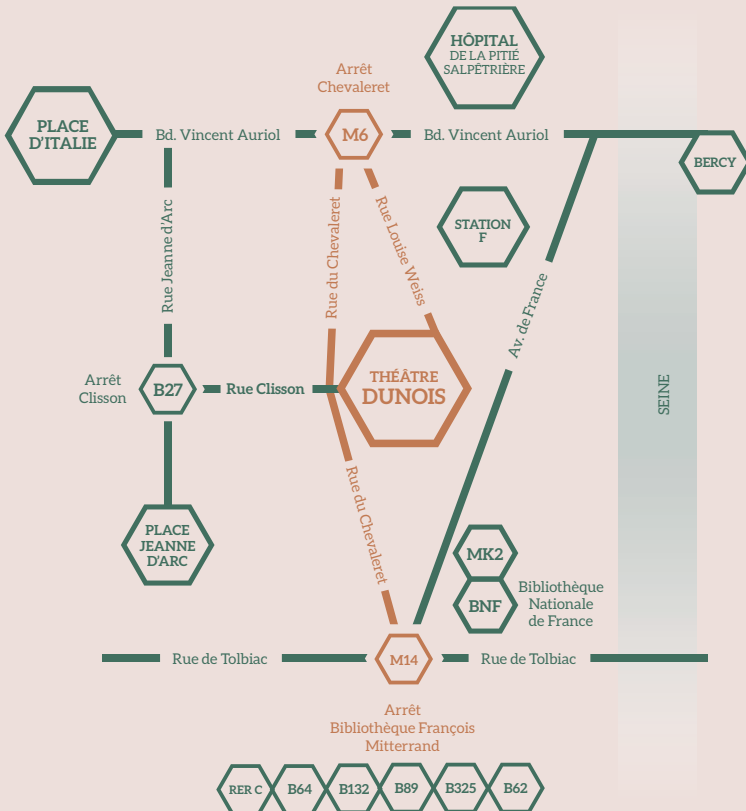 HÔPITAL
DE LA PITIÉ
SALPÊTRIÈRE
Arrêt
Chevaleret
PLACE
D'ITALIE
Bd. Vincent Auriol
M6
Bd. Vincent Auriol
BERCY
Rue Jeanne d'Arc
Rue du Chevaleret
Rue Louise Weiss
STATION
F
Av. de France
SEINE
Arrêt
Clisson
B27
Rue Clisson
THÉÂTRE
DUNOIS
Rue du Chevaleret
PLACE
JEANNE
D'ARC
MK2
BNF
Bibliothèque
Nationale
de France
Rue de Tolbiac
M14
Rue de Tolbiac
Arrêt
Bibliothèque François
Mitterrand
RER C
B64
B132
B89
B325
B62